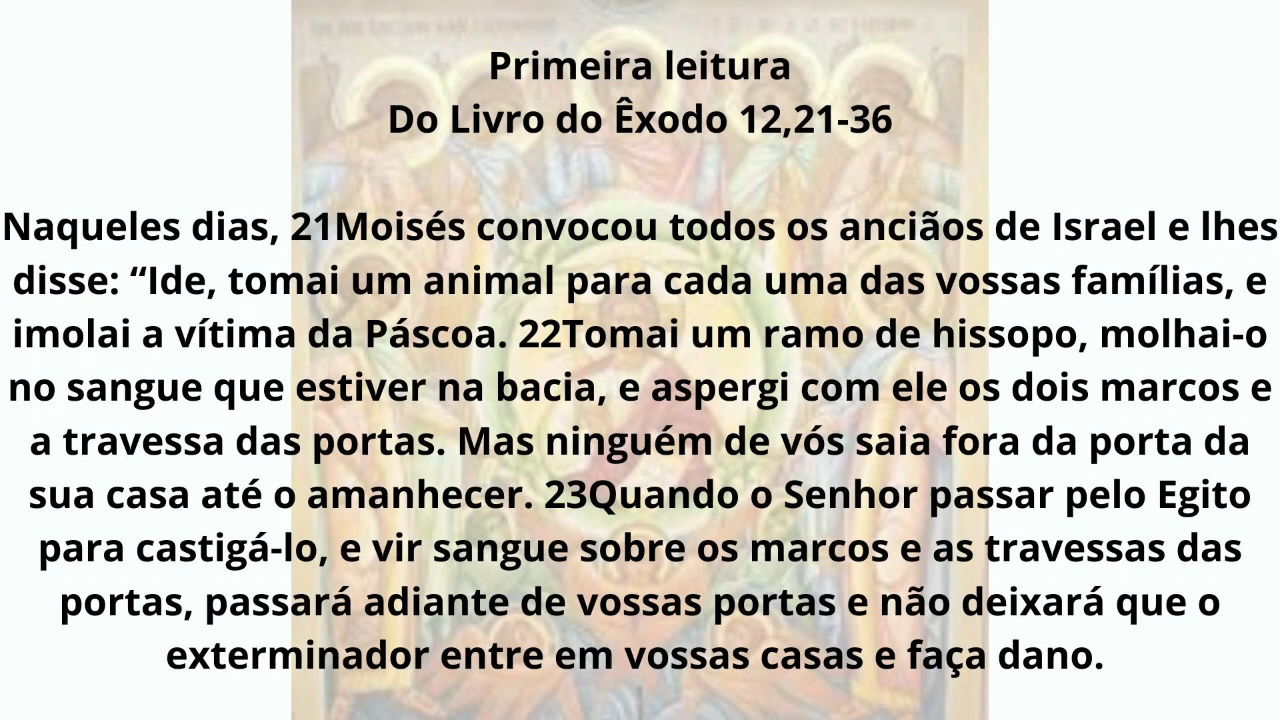 Primeira leitura
Do Livro do Êxodo 12,21-36
Naqueles dias, 21Moisés convocou todos os anciãos de Israel e lhes
disse: “Ide, tomai um animal para cada uma das vossas famílias, e
imolai a vítima da Páscoa. 22Tomai um ramo de hissopo, molhai-o
no sangue que estiver na bacia, e aspergi com ele os dois marcos e
a travessa das portas. Mas ninguém de vós saia fora da porta da
sua casa até o amanhecer. 23Quando o Senhor passar pelo Egito
para castigá-lo, e vir sangue sobre os marcos e as travessas das
portas, passará adiante de vossas portas e não deixará que o
exterminador entre em vossas casas e faça dano.